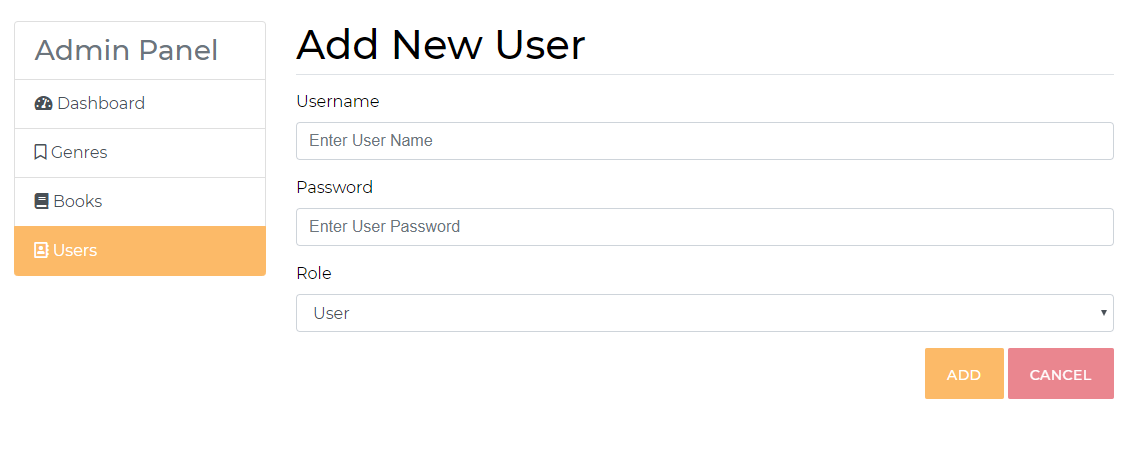 Admin Panel
Dashboard
Genres
Books
Users
Add New User
Username
Enter User Name
Password
Enter User Password
Role
User
ADD
CANCEL